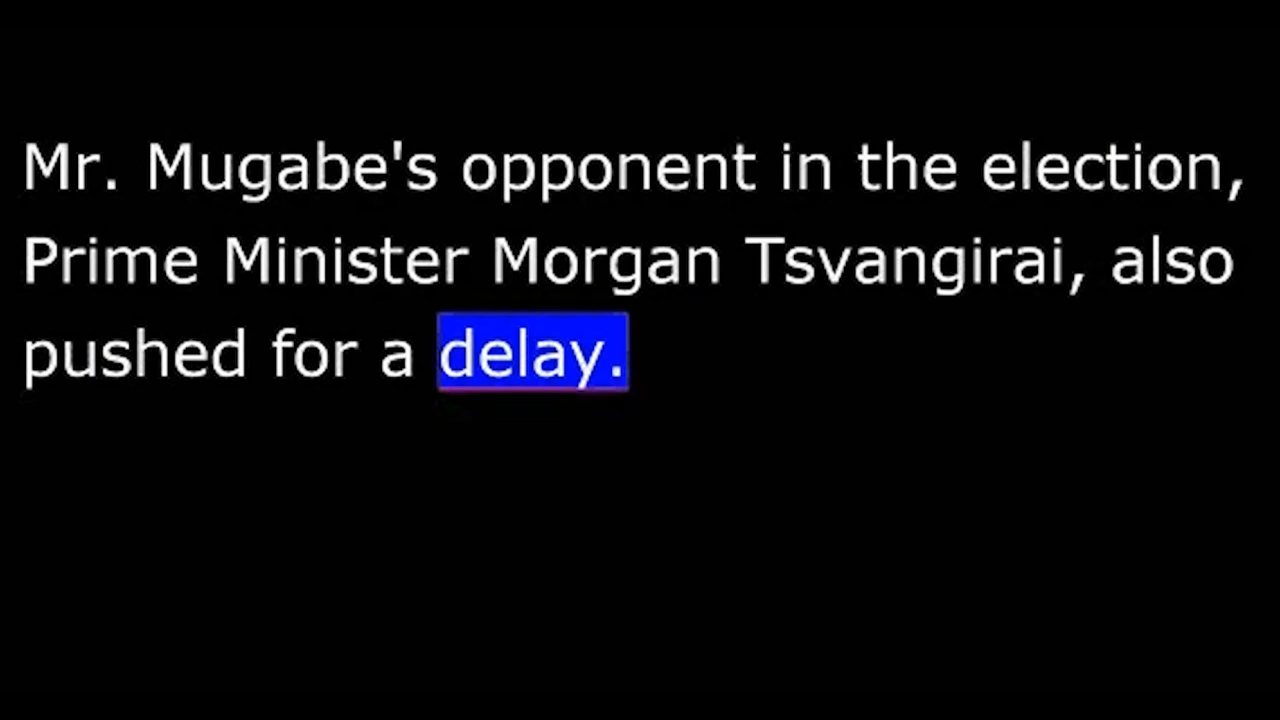 Mr. Mugabe's opponent in the election,
Prime Minister Morgan Tsvangirai, also
pushed for a delay.